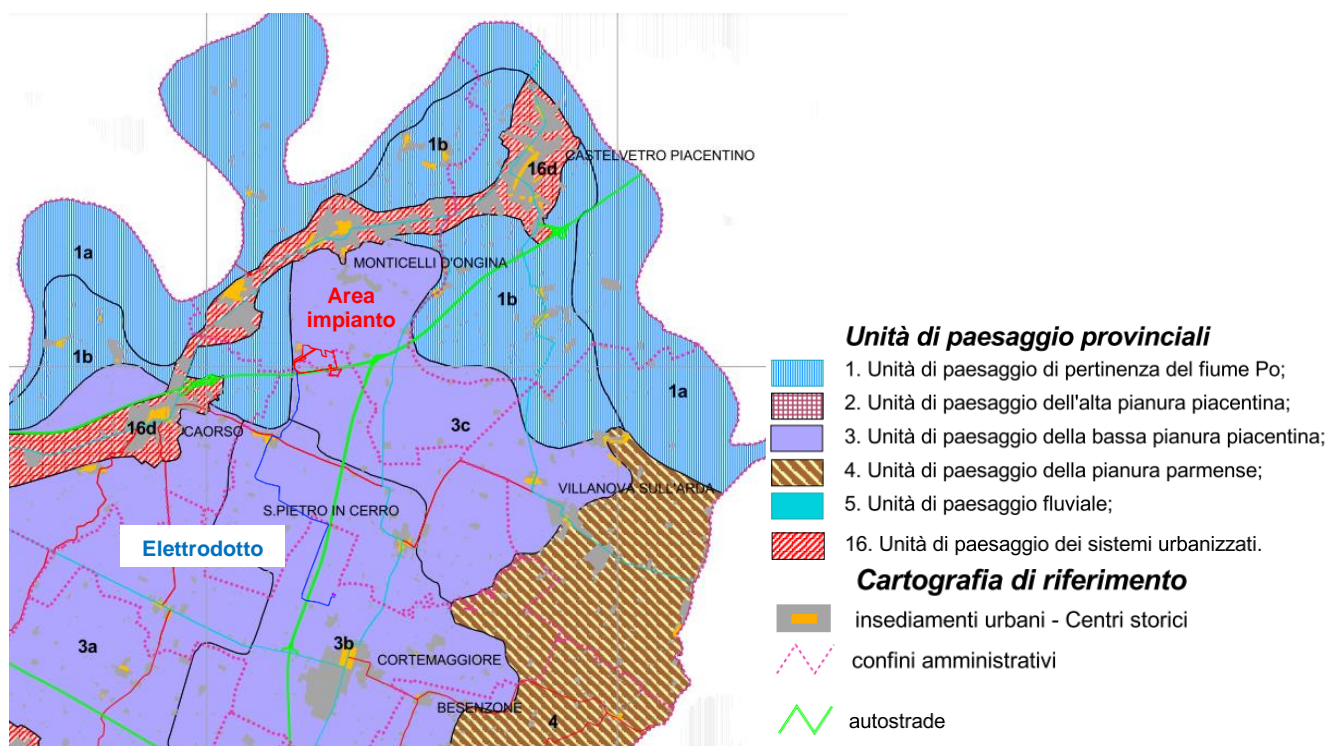 1b
CASTELVETRO PIACENTINO
16d
1a
MONTICELLI D'ONGINA
Area
impianto
1b
1b
1a
16d
CAORSO
3c
VILLANOVA SULL'ARDA
S.PIETRO IN CERRO
Elettrodotto
3a
3b
CORTEMAGGIORE
BESENZONE
4
Unità di paesaggio provinciali
1. Unità di paesaggio di pertinenza del fiume Po;
2. Unità di paesaggio dell'alta pianura piacentina;
3. Unità di paesaggio della bassa pianura piacentina;
4. Unità di paesaggio della pianura parmense;
5. Unità di paesaggio fluviale;
16. Unità di paesaggio dei sistemi urbanizzati.
Cartografia di riferimento
insediamenti urbani - Centri storici
confini amministrativi
autostrade